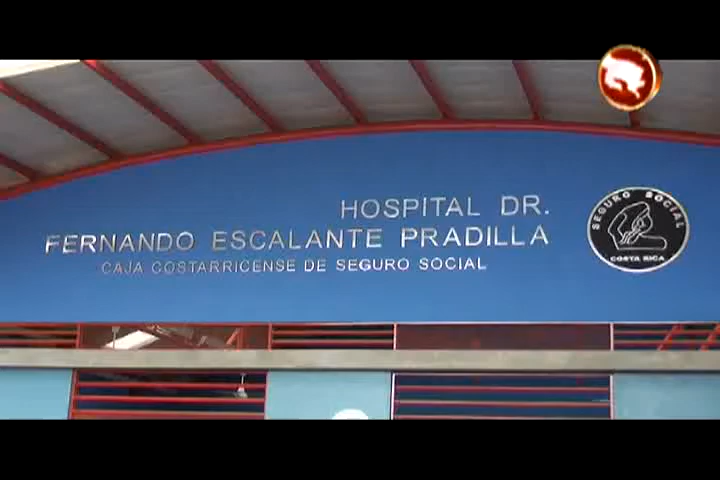 HOSPITAL DR.
FERNANDO ESCALANTE PRADILLA
CAJA COSTARRICENSE DE SEGURO SOCIAL
SEGURO SOCIAL
COSTA RICA